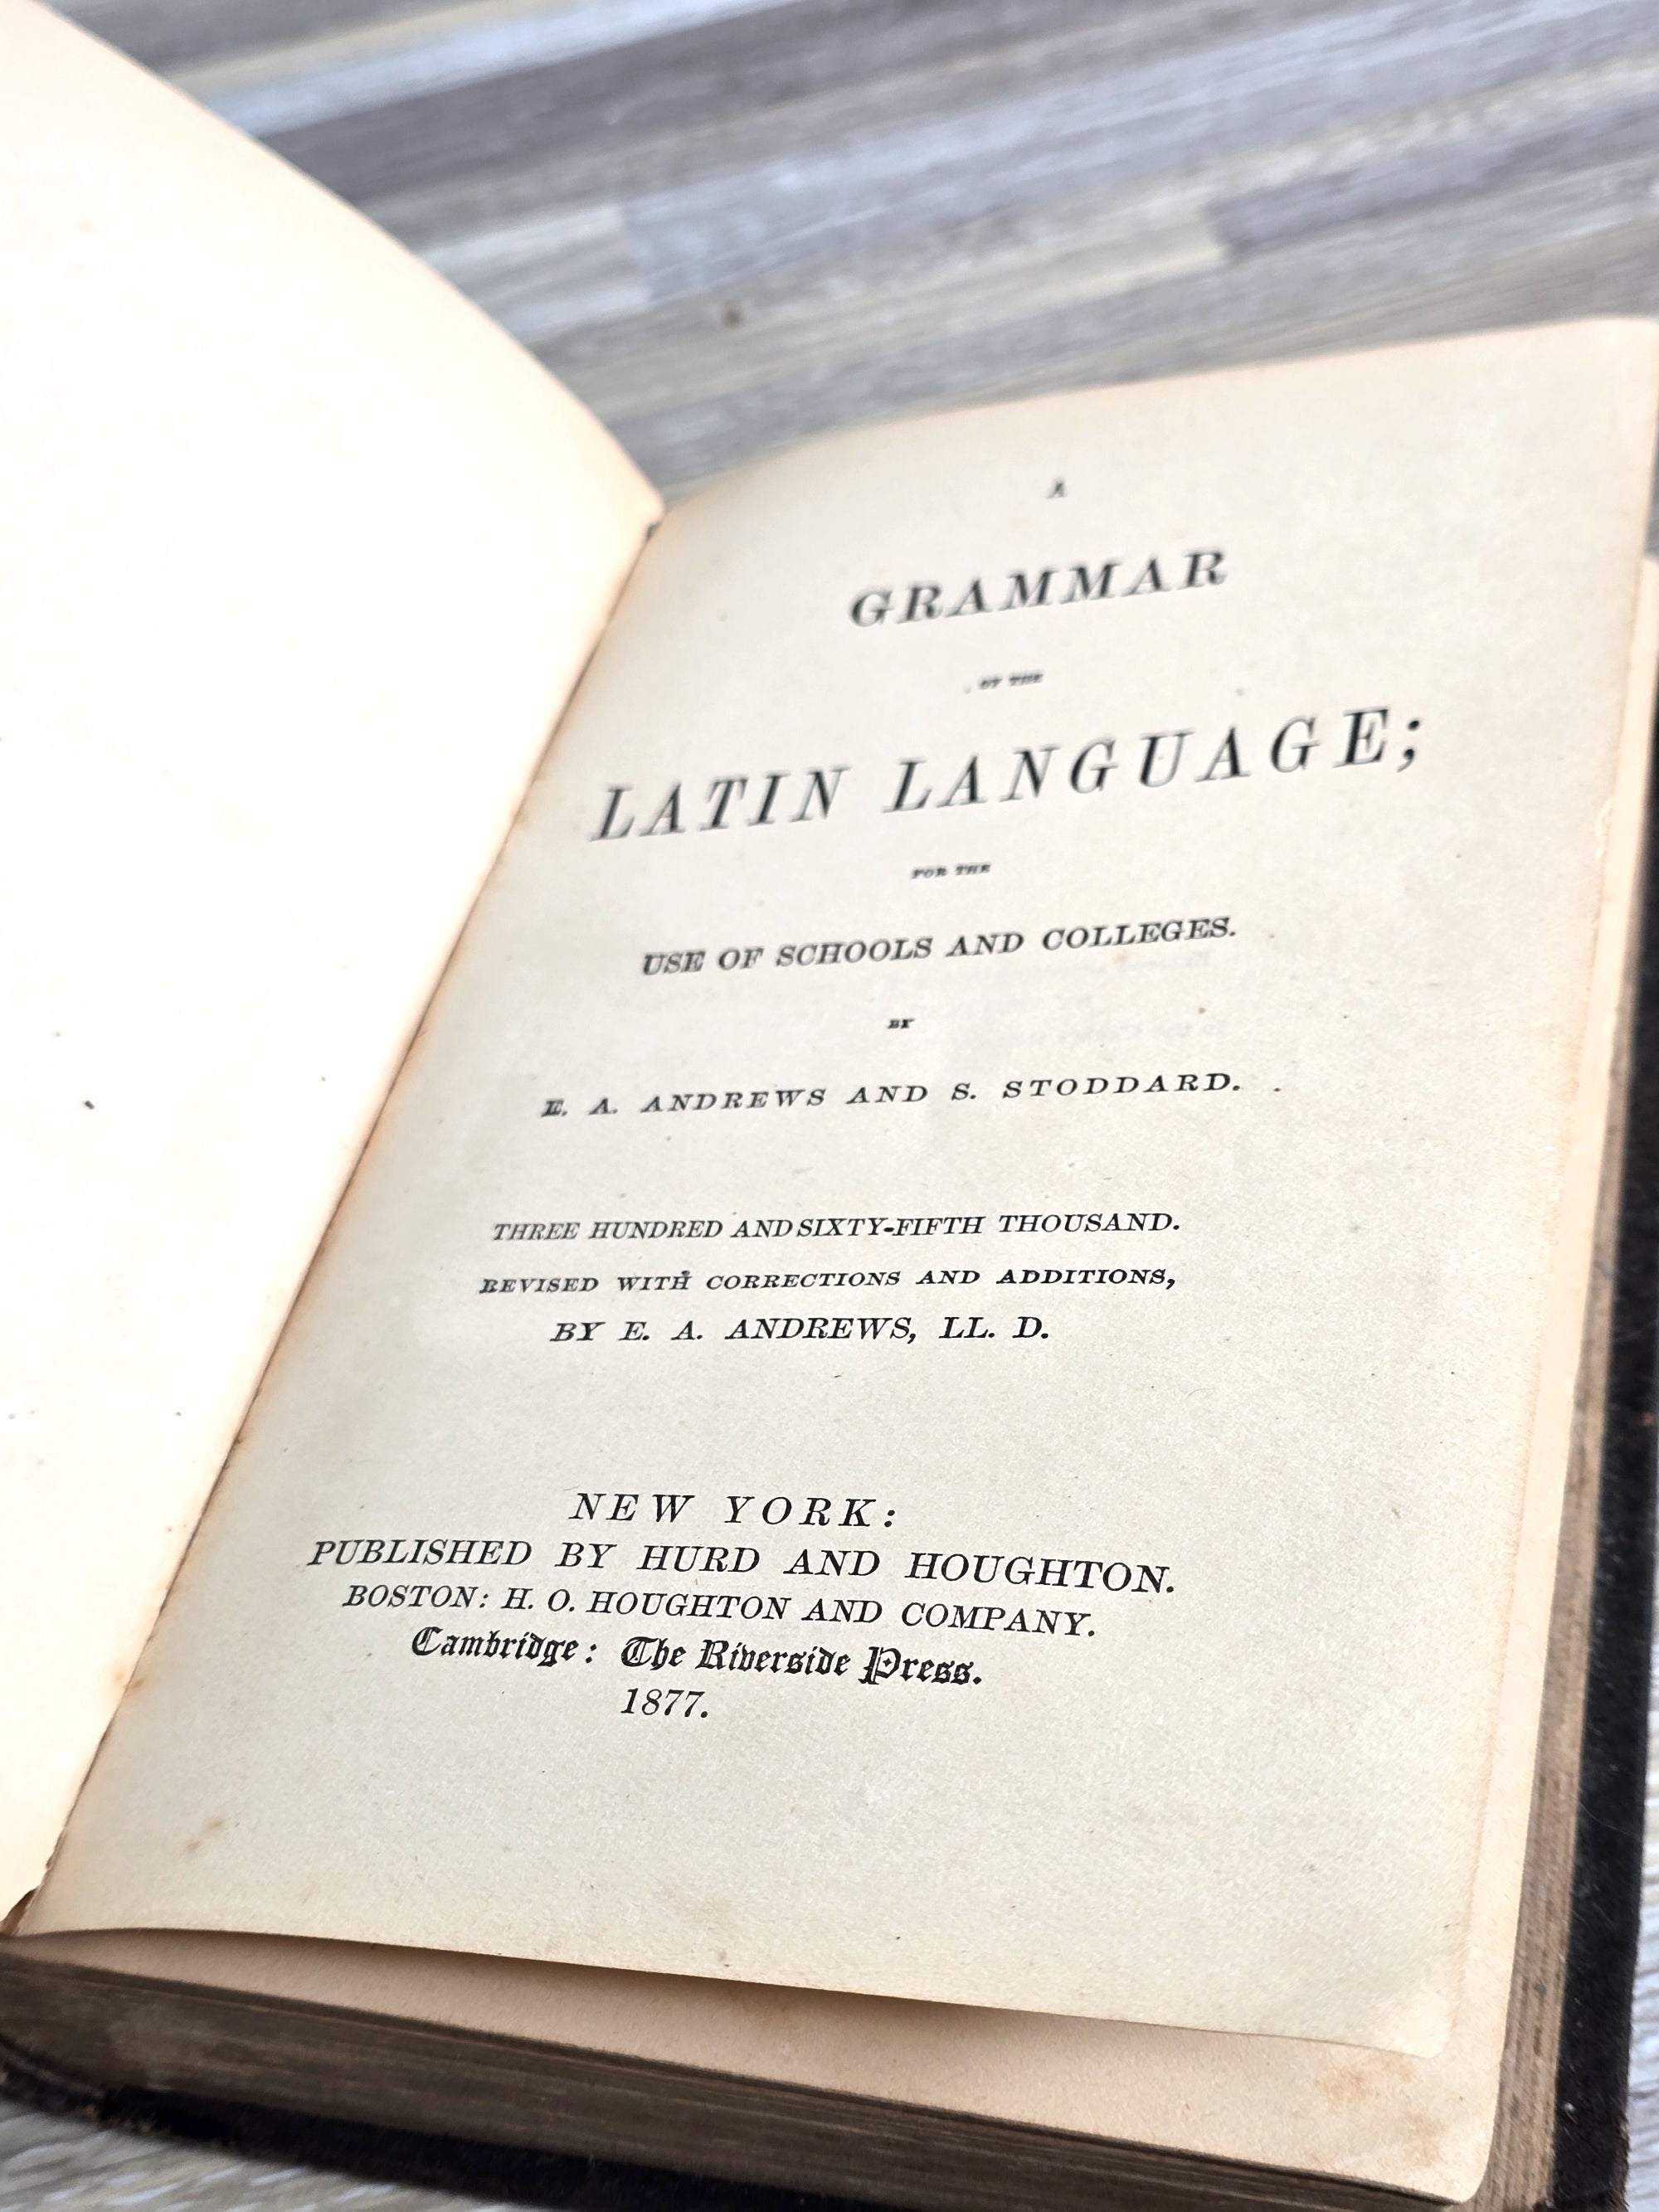 A
GRAMMAR
OF THE
LATIN LANGUAGE;
FOR THE
USE OF SCHOOLS AND COLLEGES.
BY
E. A. ANDREWS AND S. STODDARD.
THREE HUNDRED AND SIXTY-FIFTH THOUSAND.
REVISED WITH CORRECTIONS AND ADDITIONS,
BY E. A. ANDREWS, LL. D.
NEW YORK:
PUBLISHED BY HURD AND HOUGHTON.
BOSTON: H. O. HOUGHTON AND COMPANY.
Cambridge: The Riverside Press.
1877.